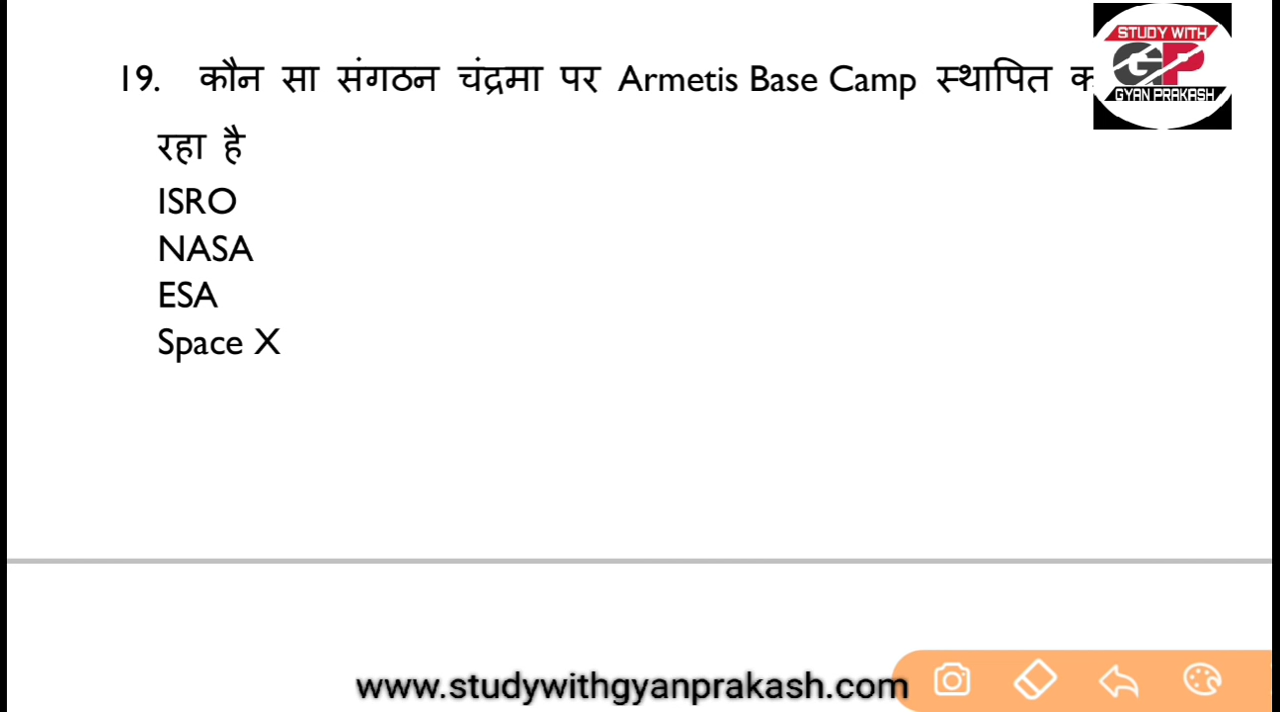 STUDY WITH
GP
GYAN PRAKASH
19. कौन सा संगठन चंद्रमा पर Armetis Base Camp स्थापित
रहा है
ISRO
NASA
ESA
Space X
www.studywithgyanprakash.com